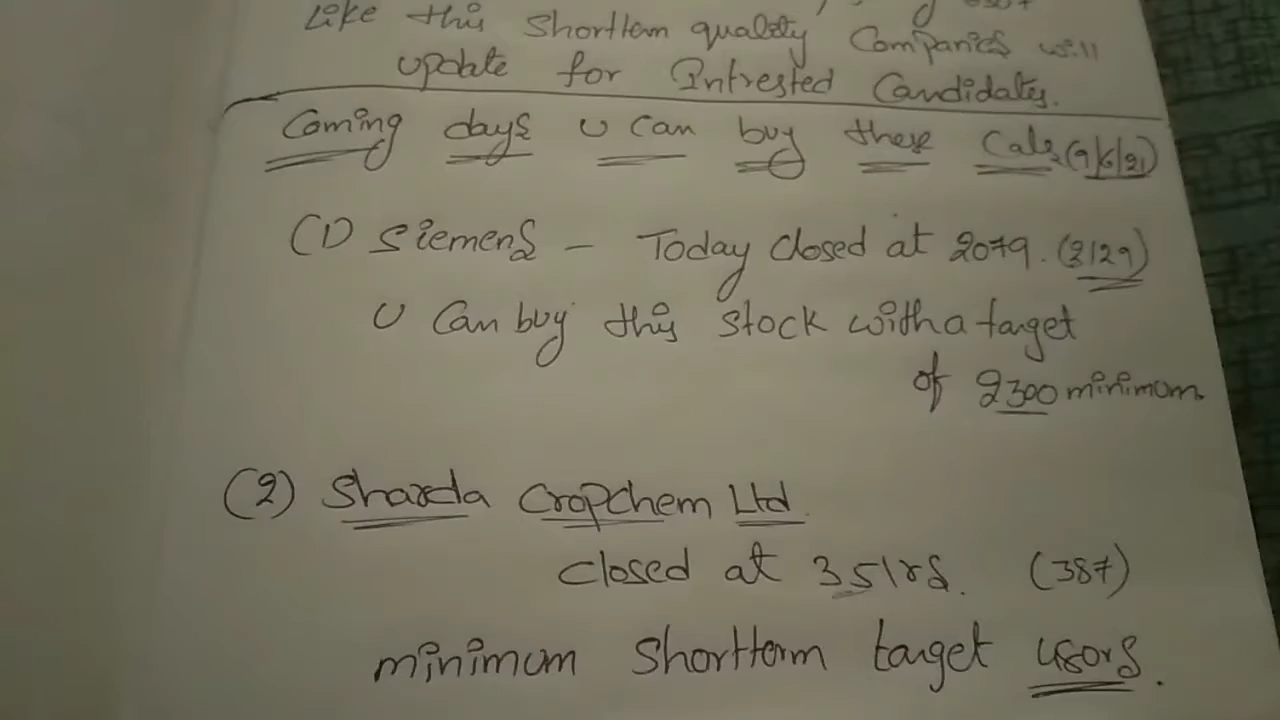 Like this Shortterm quality Companies will
update for Intrested Candidates.
Coming days U Can buy these Calls (9/6/21)
(1) Siemens - Today closed at 2079. (2129)
U Can buy this stock with a target
of 2300 minimum.
(2) Sharda Cropchem Ltd.
closed at 351rs. (387)
minimum Shortterm target 450rs.